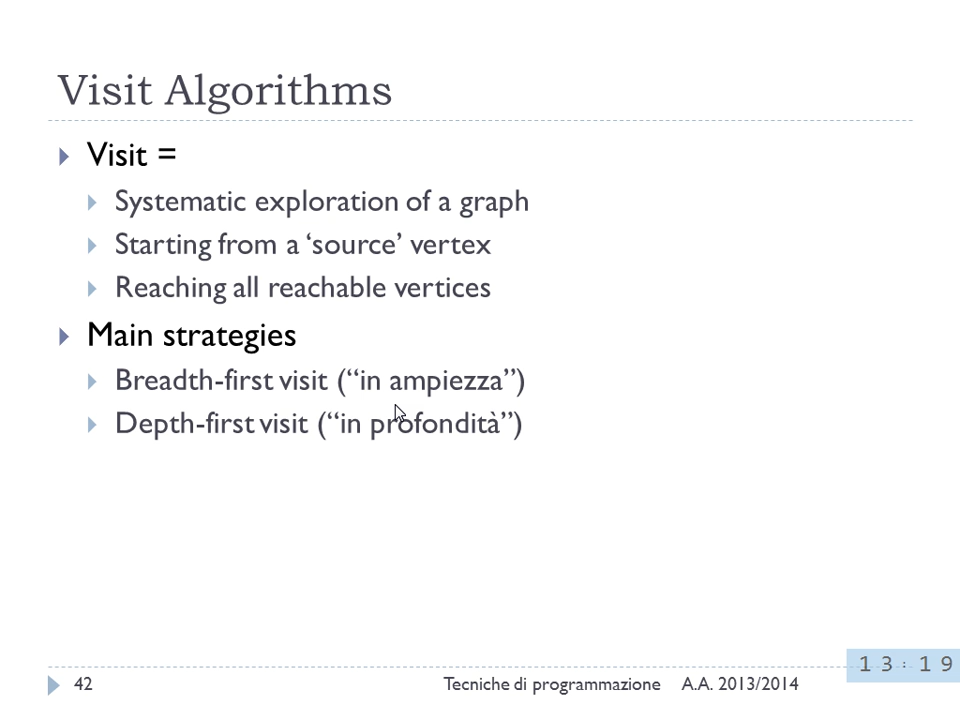 Visit Algorithms
Visit =
Systematic exploration of a graph
Starting from a ‘source’ vertex
Reaching all reachable vertices
Main strategies
Breadth-first visit (“in ampiezza”)
Depth-first visit (“in profondità”)
13:19
42 Tecniche di programmazione A.A. 2013/2014